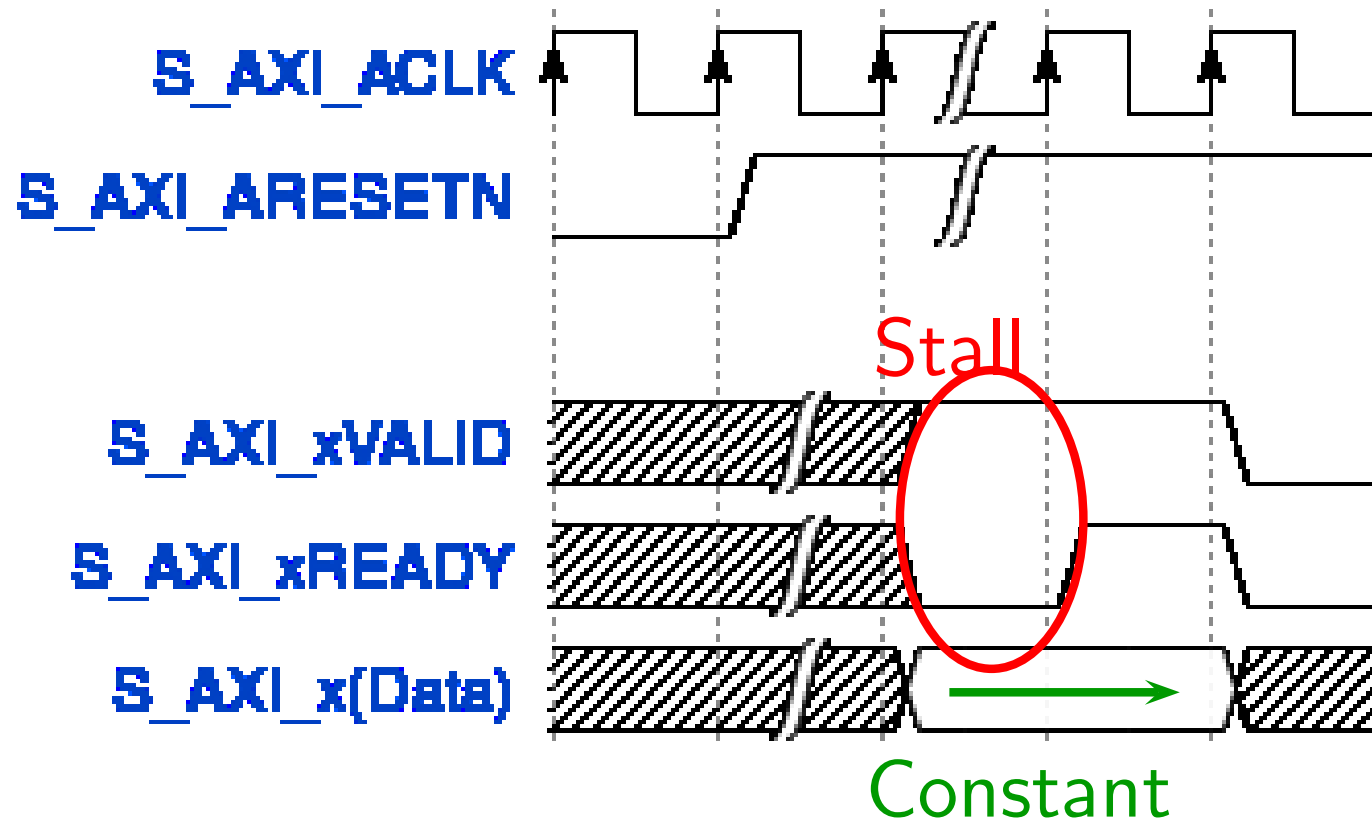 S_AXI_ACLK
S_AXI_ARESETN
Stall
S_AXI_xVALID
S_AXI_xREADY
S_AXI_x(Data)
Constant